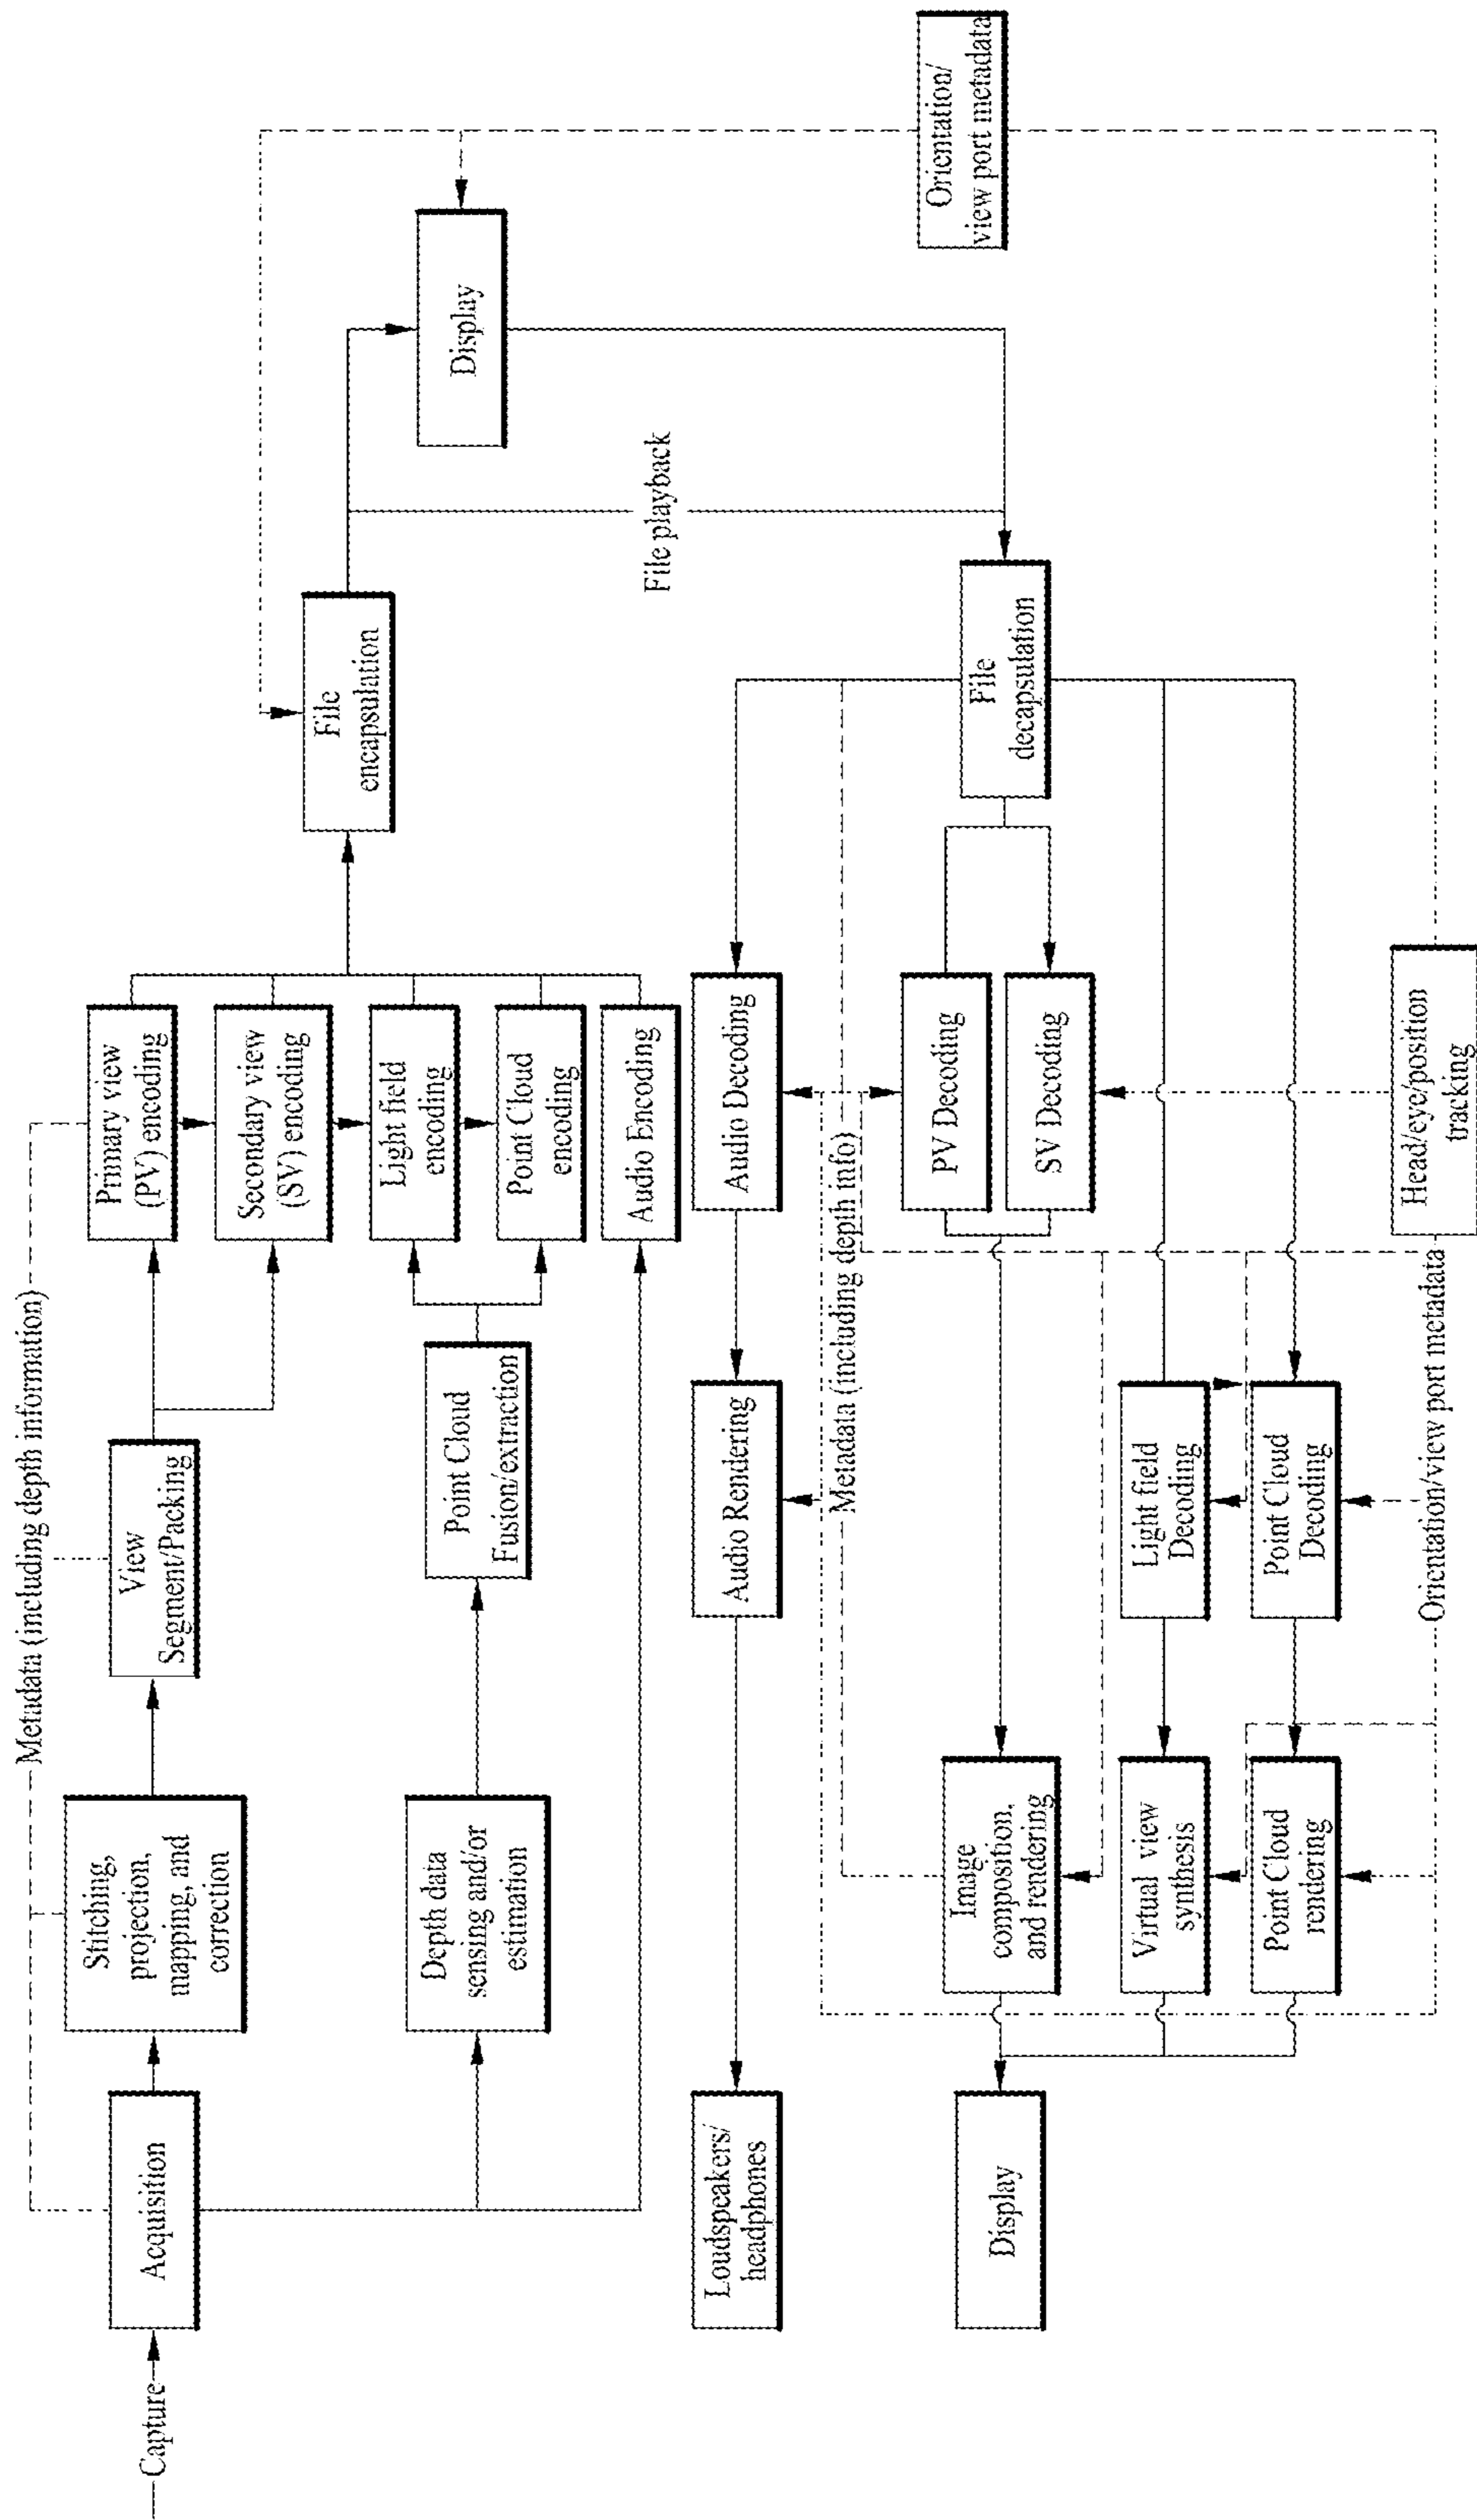 Capture
Acquisition
Metadata (including depth information)
Stitching,
projection,
mapping, and
correction
View
Segment/Packing
Primary view
(PV) encoding
Secondary view
(SV) encoding
Depth data
sensing and/or
estimation
Point Cloud
Fusion/extraction
Light field
encoding
Point Cloud
encoding
Audio Encoding
File
encapsulation
Display
File playback
Orientation/
view port metadata
Loudspeakers/
headphones
Audio Rendering
Audio Decoding
Metadata (including depth info)
Display
Image
composition,
and rendering
PV Decoding
SV Decoding
File
decapsulation
Virtual view
synthesis
Light field
Decoding
Point Cloud
rendering
Point Cloud
Decoding
Orientation/view port metadata
Head/eye/position
tracking